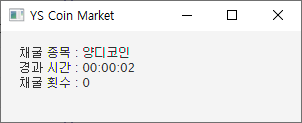 YS Coin Market
채굴 종목 : 양디코인
경과 시간 : 00:00:02
채굴 횟수 : 0